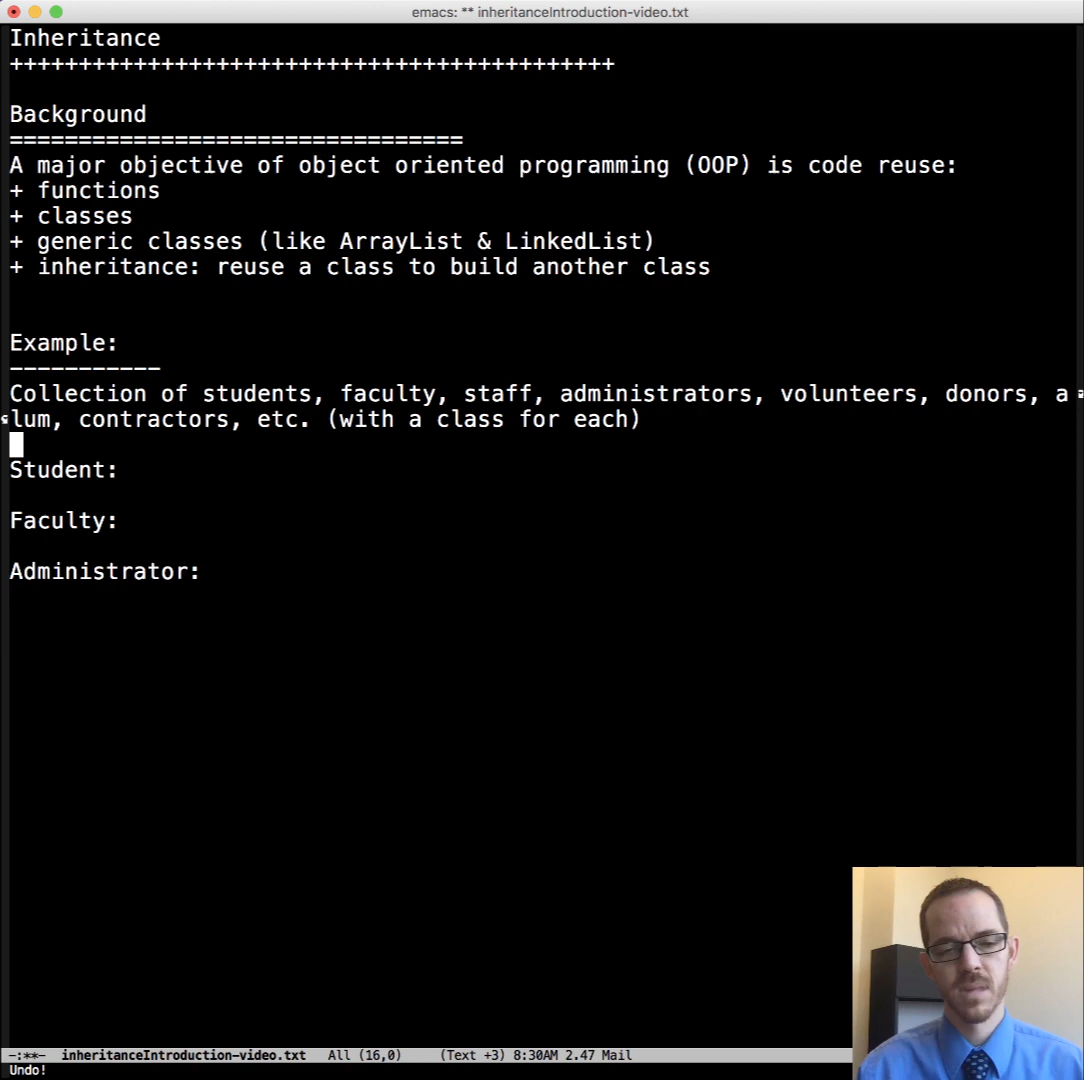 emacs: ** inheritanceIntroduction-video.txt
Inheritance
++++++++++++++++++++++++++++++++++++++++++++
Background
=================================
A major objective of object oriented programming (OOP) is code reuse:
+ functions
+ classes
+ generic classes (like ArrayList & LinkedList)
+ inheritance: reuse a class to build another class
Example:
-----------
Collection of students, faculty, staff, administrators, volunteers, donors, a
lum, contractors, etc. (with a class for each)
Student:
Faculty:
Administrator:
-:**-  inheritanceIntroduction-video.txt   All (16,0)     (Text +3) 8:30AM 2.47 Mail
Undo!